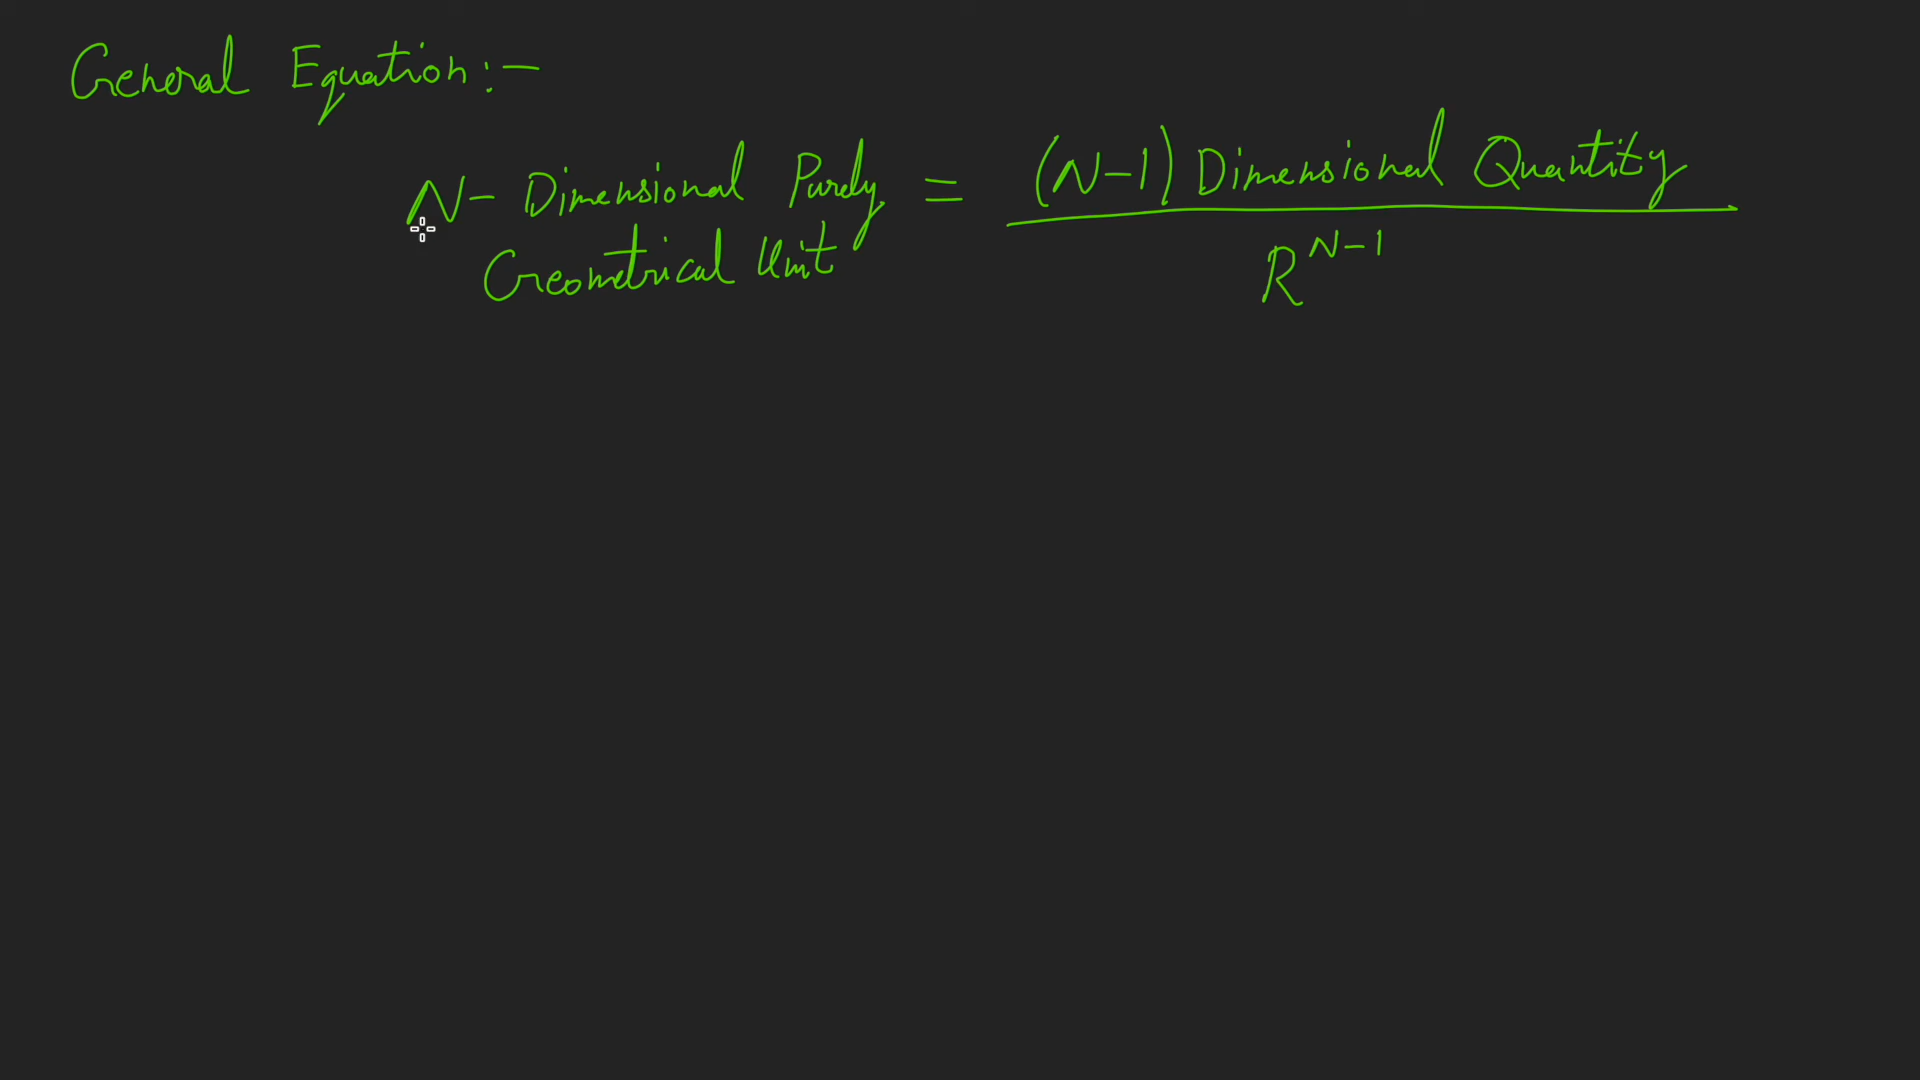 General Equation:-
N- Dimensional Purely = (N-1) Dimensional Quantity
Geometrical Unit R^N-1